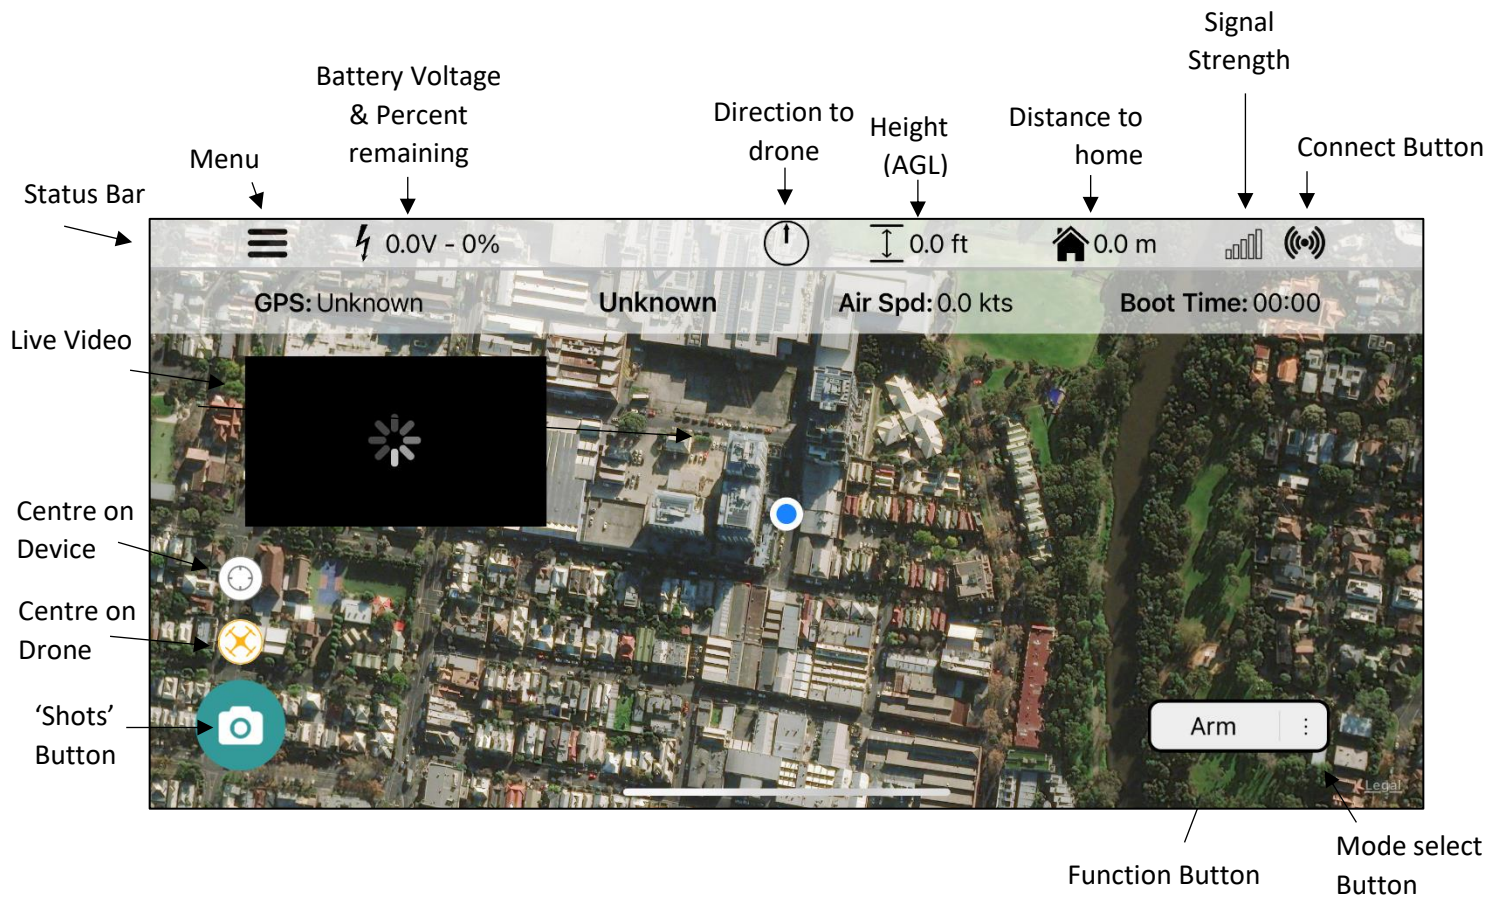 Signal
Strength
Battery Voltage
& Percent
remaining
Direction to
drone
Height
(AGL)
Distance to
home
Connect Button
Menu
Status Bar
0.0V - 0%
0.0 ft
0.0 m
GPS: Unknown
Unknown
Air Spd: 0.0 kts
Boot Time: 00:00
Live Video
Centre on
Device
Centre on
Drone
‘Shots’
Button
Arm
Legal
Function Button
Mode select
Button